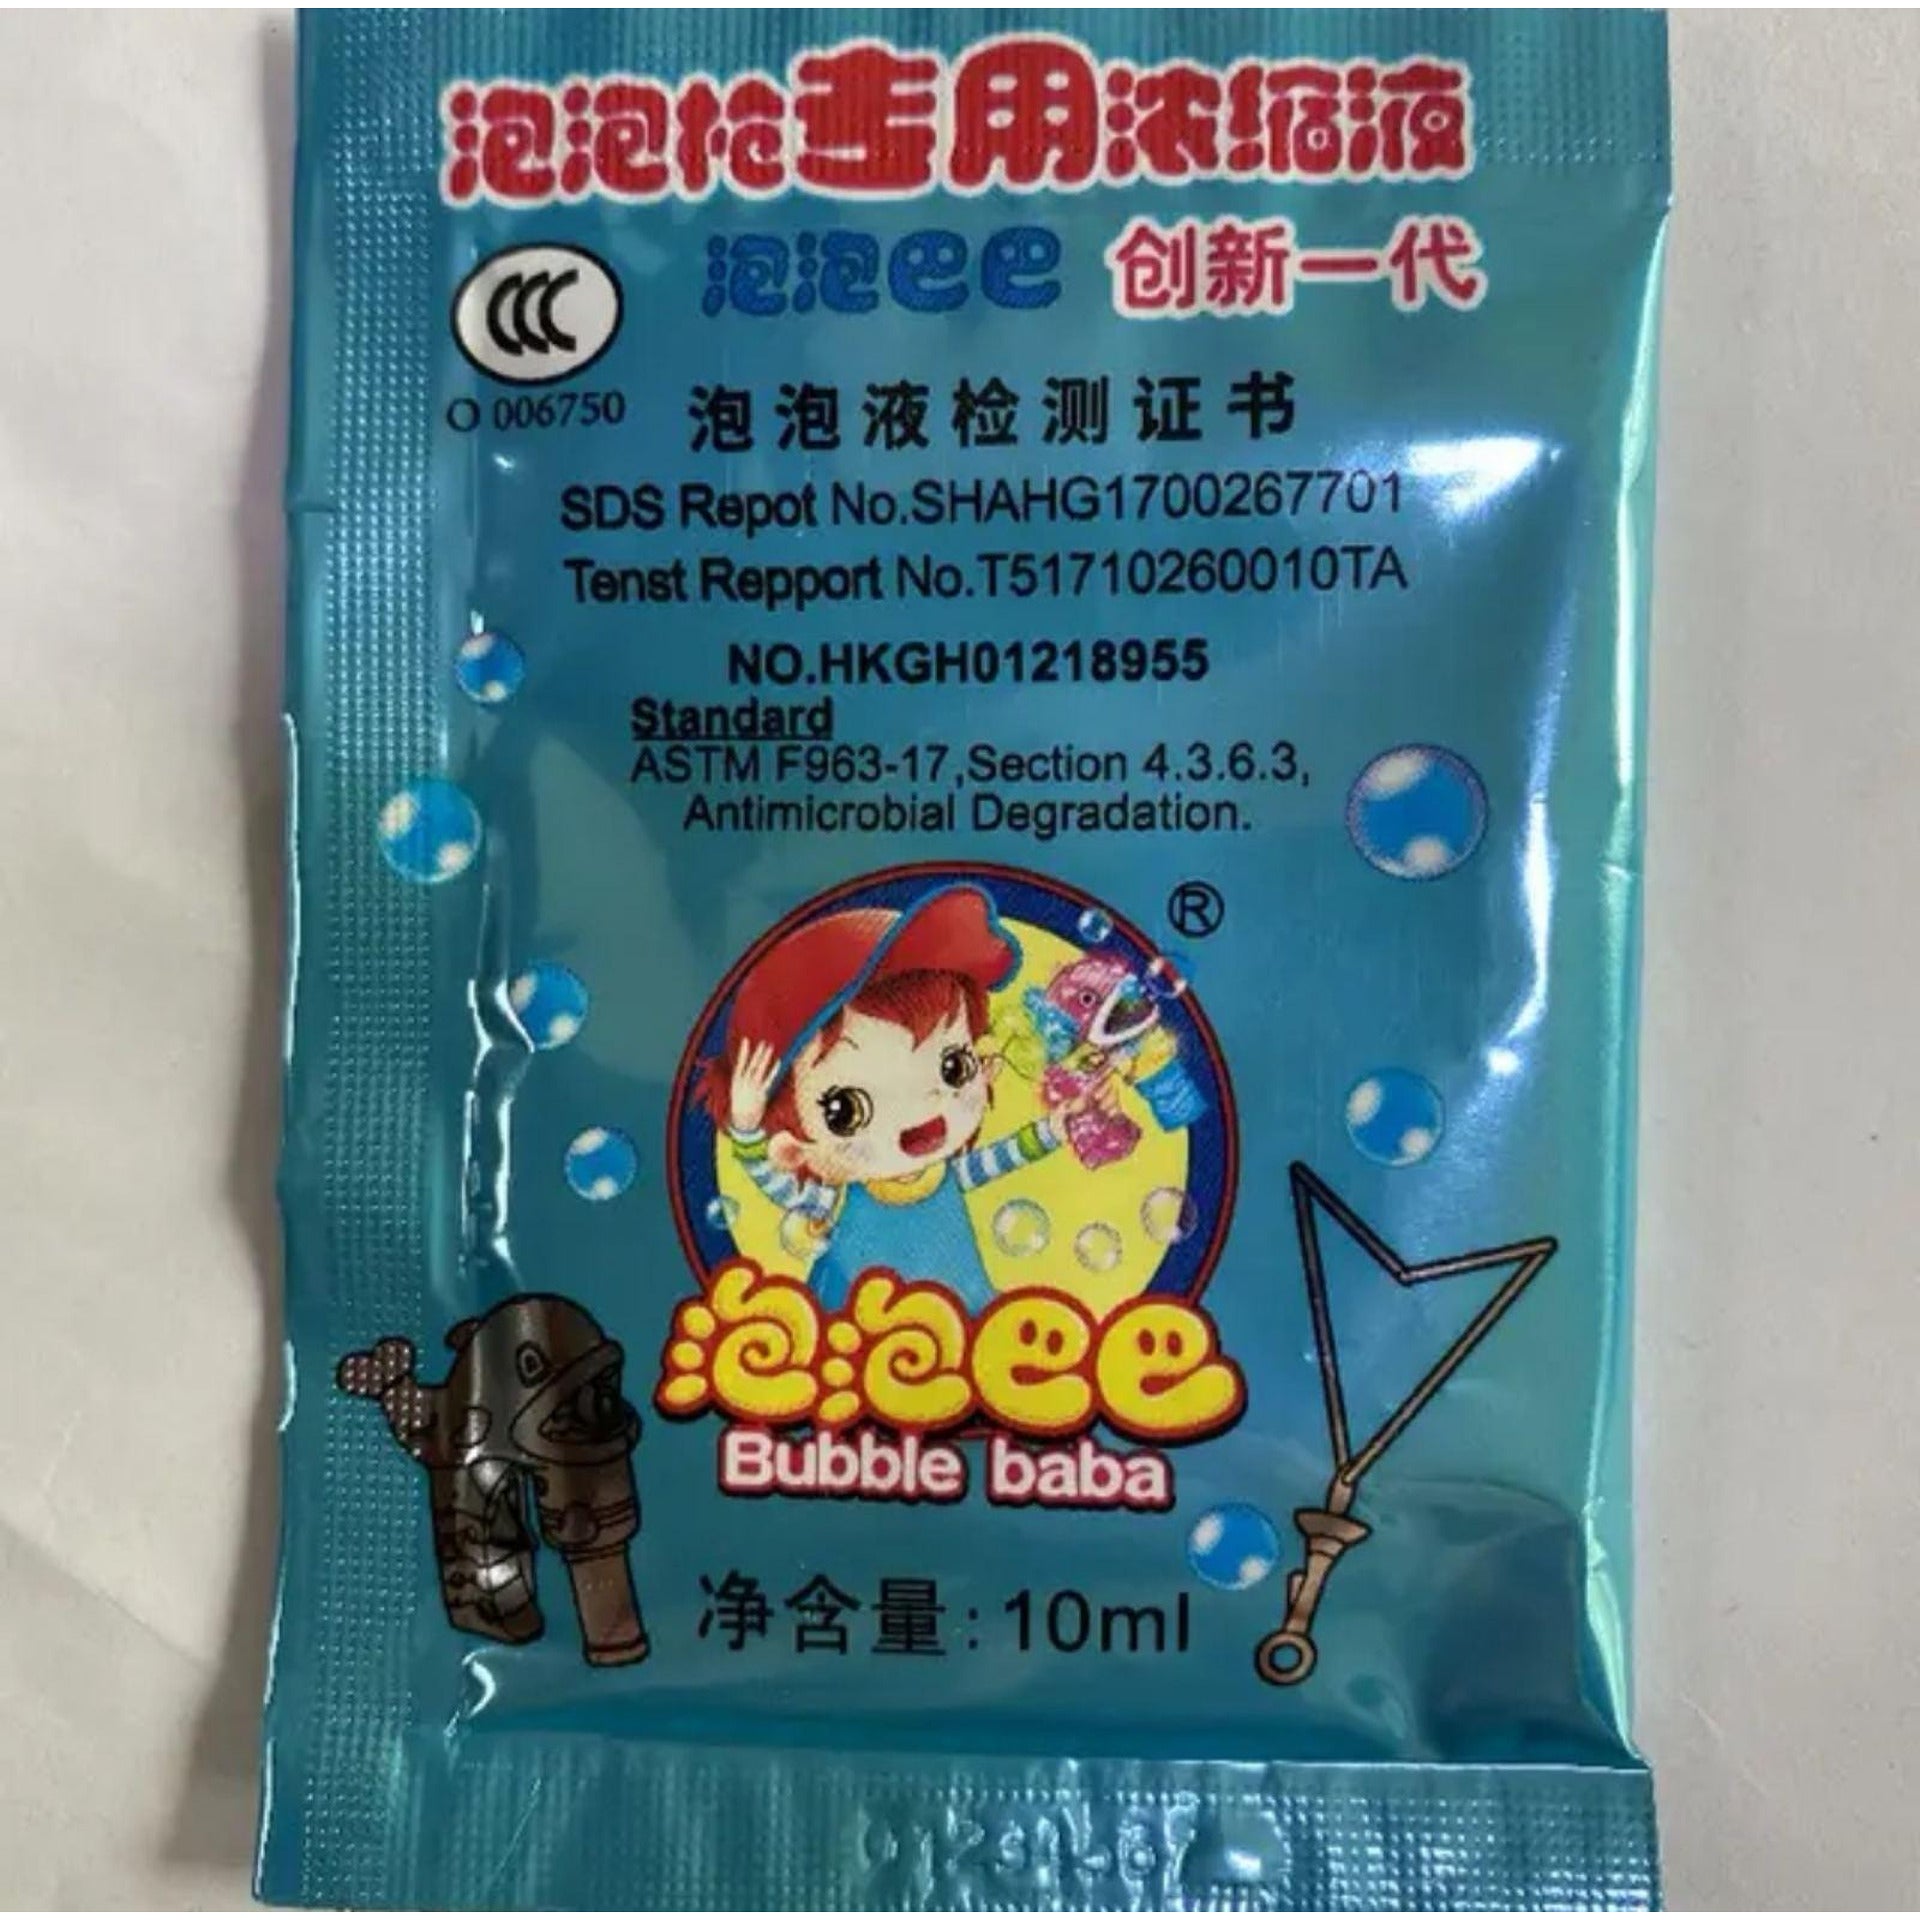 泡泡枪专用浓缩液
泡泡巴巴 创新一代
CCC
O 006750
泡泡液检测证书
SDS Repot No.SHAHG1700267701
Tenst Repport No.T51710260010TA
NO.HKGH01218955
Standard
ASTM F963-17,Section 4.3.6.3,
Antimicrobial Degradation.
®
泡泡巴巴
Bubble baba
净含量:10ml